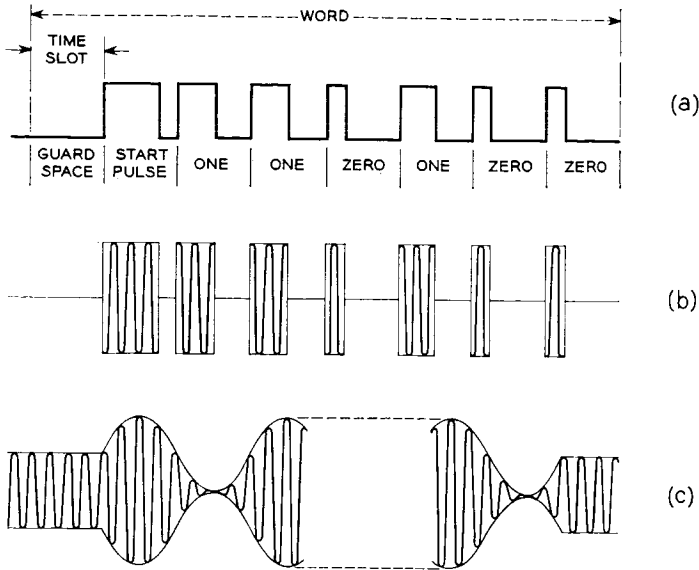 WORD
TIME
SLOT
(a)
GUARD
SPACE
START
PULSE
ONE
ONE
ZERO
ONE
ZERO
ZERO
(b)
(c)